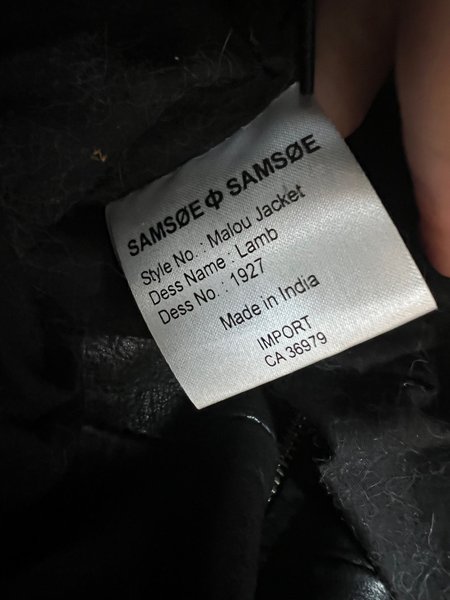 SAMSØE Φ SAMSØE
Style No. : Malou Jacket
Dess Name : Lamb
Dess No. : 1927
Made in India
IMPORT
CA 36979